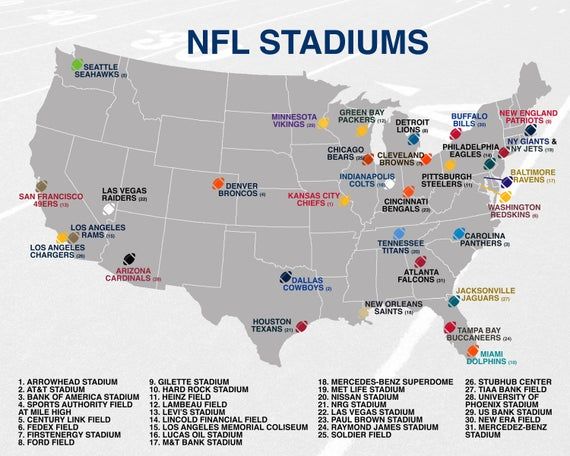 NFL STADIUMS
SEATTLE
SEAHAWKS (5)
MINNESOTA
VIKINGS (29)
GREEN BAY
PACKERS (12)
DETROIT
LIONS (8)
BUFFALO
BILLS (30)
NEW ENGLAND
PATRIOTS (9)
CHICAGO
BEARS (25)
CLEVELAND
BROWNS (7)
PHILADELPHIA
EAGLES (14)
NY GIANTS &
NY JETS (19)
SAN FRANCISCO
49ERS (13)
LAS VEGAS
RAIDERS (22)
DENVER
BRONCOS (4)
KANSAS CITY
CHIEFS (1)
INDIANAPOLIS
COLTS (16)
CINCINNATI
BENGALS (23)
PITTSBURGH
STEELERS (11)
BALTIMORE
RAVENS (17)
WASHINGTON
REDSKINS (6)
LOS ANGELES
RAMS (15)
LOS ANGELES
CHARGERS (26)
ARIZONA
CARDINALS (28)
DALLAS
COWBOYS (2)
TENNESSEE
TITANS (20)
CAROLINA
PANTHERS (3)
ATLANTA
FALCONS (31)
HOUSTON
TEXANS (21)
NEW ORLEANS
SAINTS (18)
JACKSONVILLE
JAGUARS (27)
TAMPA BAY
BUCCANEERS (24)
MIAMI
DOLPHINS (10)
1. ARROWHEAD STADIUM
2. AT&T STADIUM
3. BANK OF AMERICA STADIUM
4. SPORTS AUTHORITY FIELD
AT MILE HIGH
5. CENTURY LINK FIELD
6. FEDEX FIELD
7. FIRSTENERGY STADIUM
8. FORD FIELD
9. GILETTE STADIUM
10. HARD ROCK STADIUM
11. HEINZ FIELD
12. LAMBEAU FIELD
13. LEVI'S STADIUM
14. LINCOLD FINANCIAL FIELD
15. LOS ANGELES MEMORIAL COLISEUM
16. LUCAS OIL STADIUM
17. M&T BANK STADIUM
18. MERCEDES-BENZ SUPERDOME
19. MET LIFE STADIUM
20. NISSAN STADIUM
21. NRG STADIUM
22. LAS VEGAS STADIUM
23. PAUL BROWN STADIUM
24. RAYMOND JAMES STADIUM
25. SOLDIER FIELD
26. STUBHUB CENTER
27. TIAA BANK FIELD
28. UNIVERSITY OF
PHOENIX STADIUM
29. US BANK STADIUM
30. NEW ERA FIELD
31. MERCEDEZ-BENZ
STADIUM